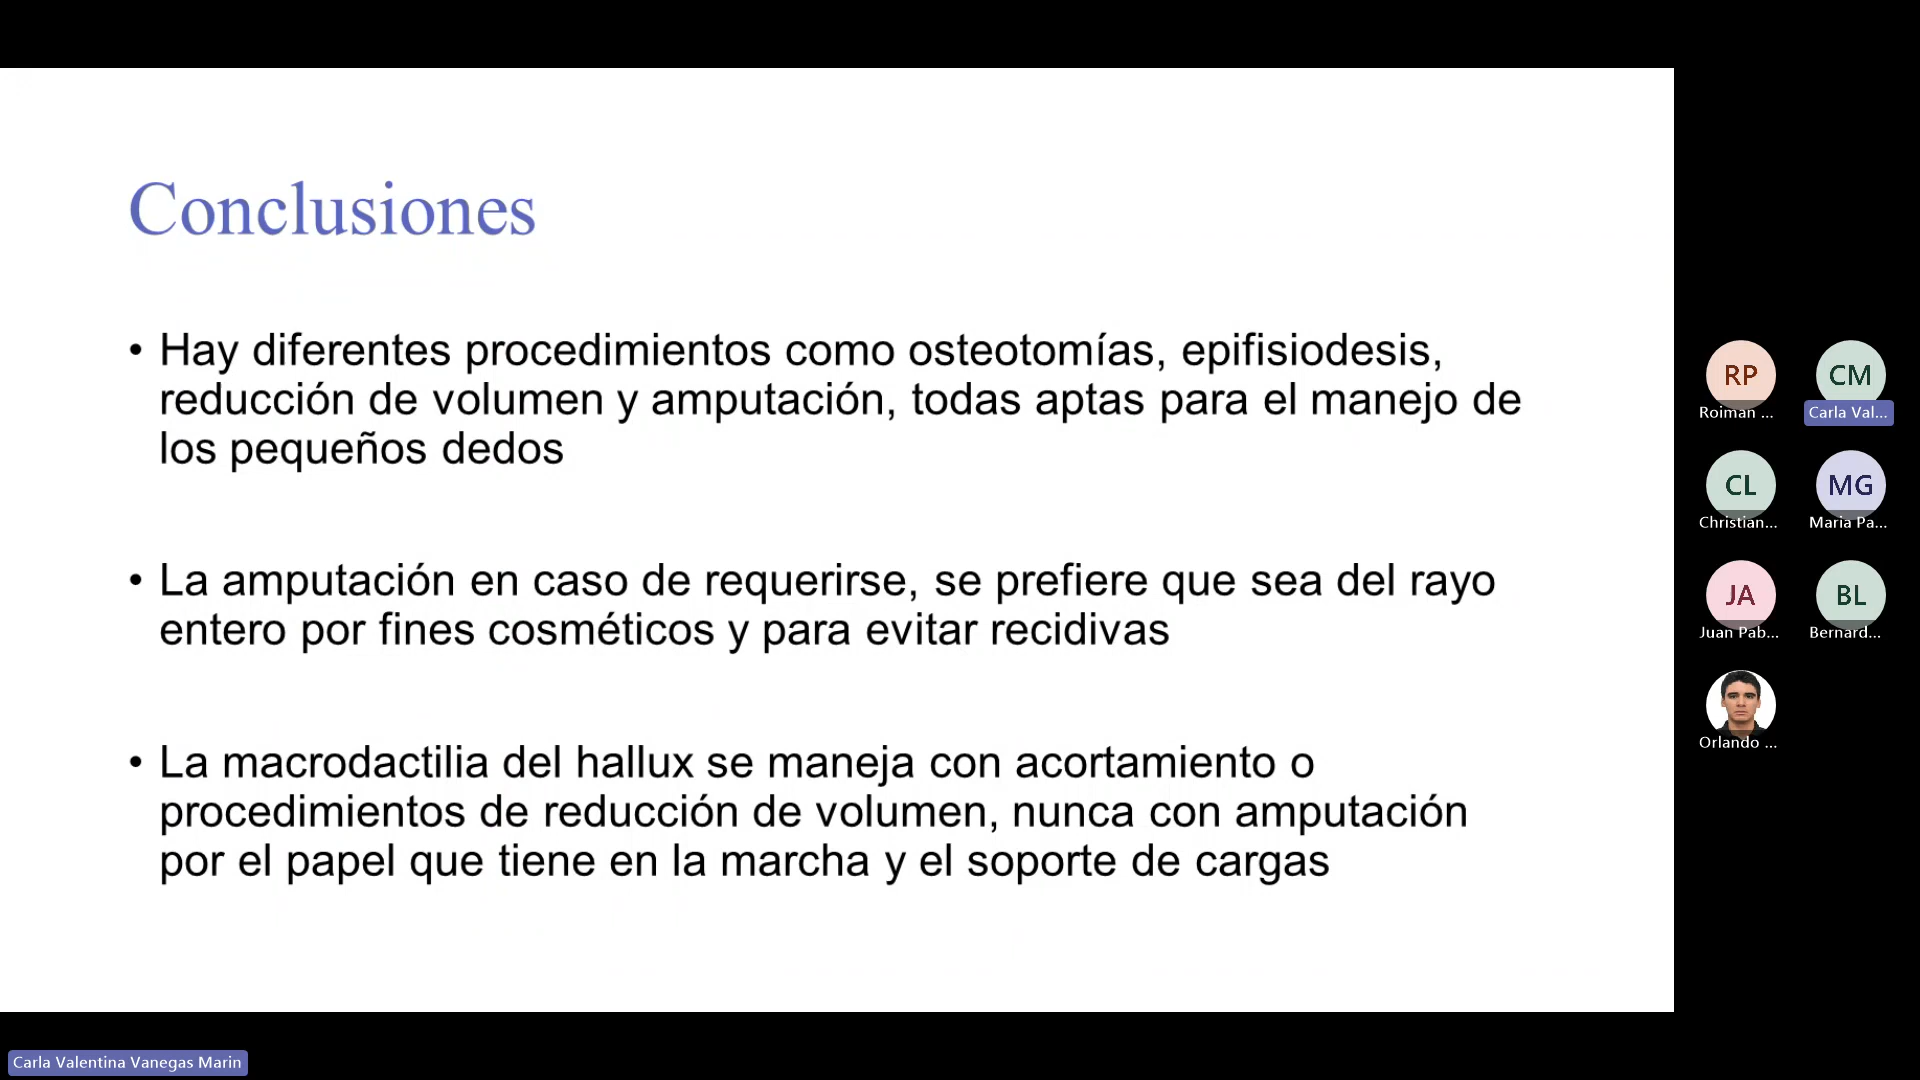 Conclusiones
• Hay diferentes procedimientos como osteotomías, epifisiodesis,
reducción de volumen y amputación, todas aptas para el manejo de
los pequeños dedos
• La amputación en caso de requerirse, se prefiere que sea del rayo
entero por fines cosméticos y para evitar recidivas
• La macrodactilia del hallux se maneja con acortamiento o
procedimientos de reducción de volumen, nunca con amputación
por el papel que tiene en la marcha y el soporte de cargas
RP
Roiman ...
CM
Carla Val...
CL
Christian...
MG
Maria Pa...
JA
Juan Pab...
BL
Bernard...
Orlando ...
Carla Valentina Vanegas Marin